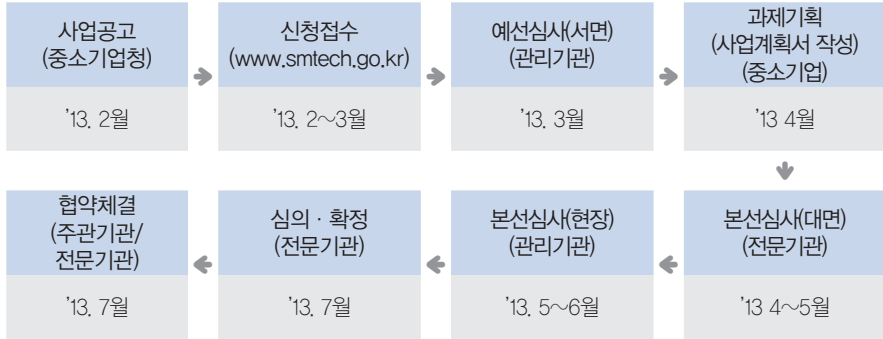 사업공고
(중소기업청)
'13. 2월
신청접수
(www.smtech.go.kr)
'13. 2~3월
예선심사(서면)
(관리기관)
'13. 3월
과제기획
(사업계획서 작성)
(중소기업)
'13 4월
본선심사(대면)
(전문기관)
'13 4~5월
본선심사(현장)
(관리기관)
'13. 5~6월
심의 · 확정
(전문기관)
'13. 7월
협약체결
(주관기관/
전문기관)
'13. 7월